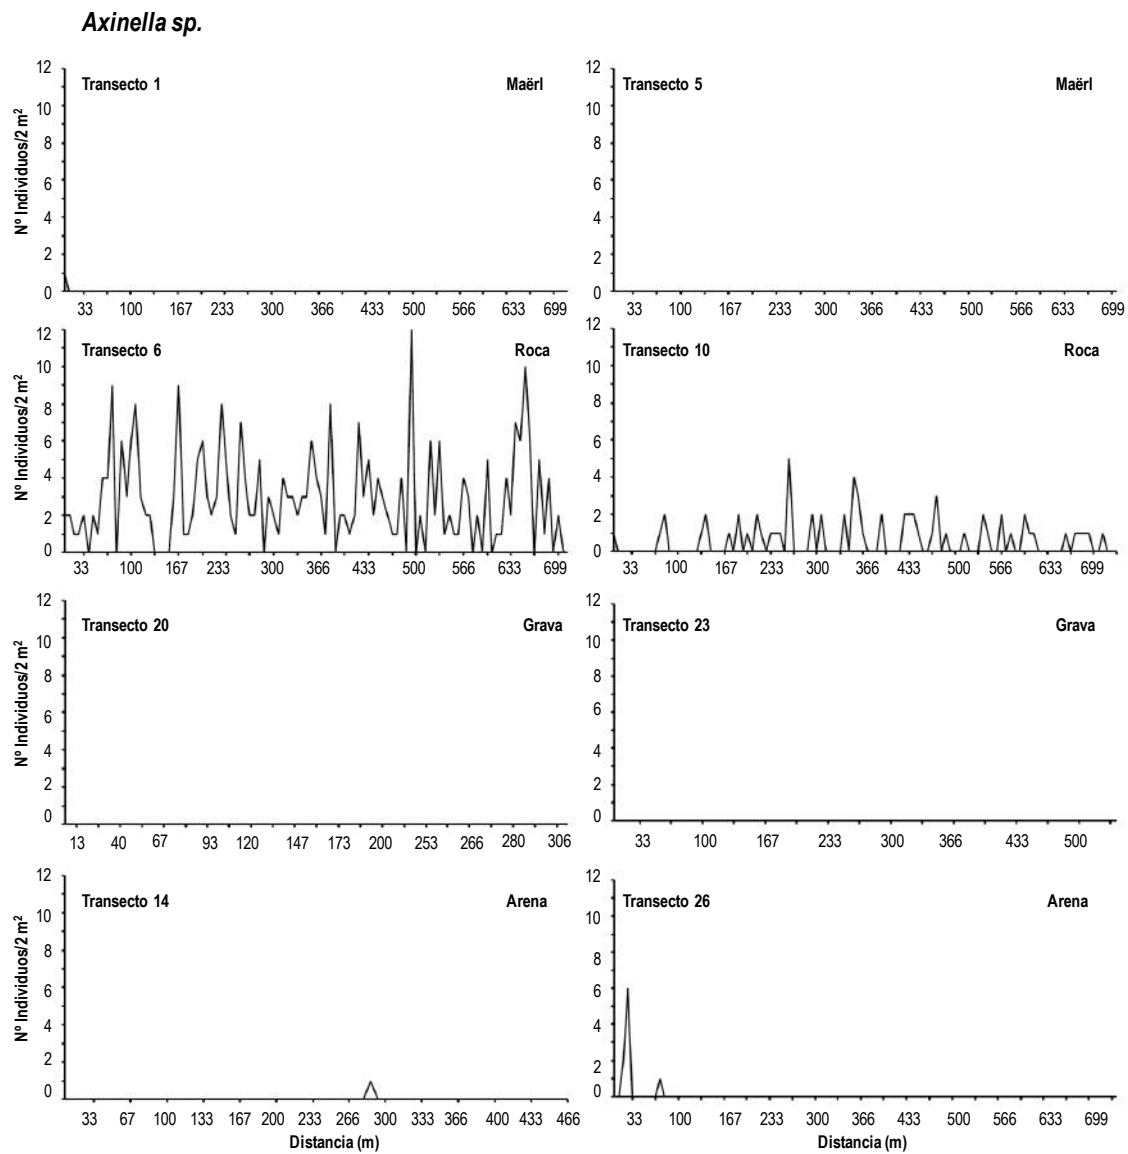 Axinella sp.
Transecto 1
Maërl
Nº Individuos/2 m²
12
10
8
6
4
2
0
33 100 167 233 300 366 433 500 566 633 699
Transecto 5
Maërl
12
10
8
6
4
2
0
33 100 167 233 300 366 433 500 566 633 699
Transecto 6
Roca
Nº Individuos/2 m²
12
10
8
6
4
2
0
33 100 167 233 300 366 433 500 566 633 699
Transecto 10
Roca
12
10
8
6
4
2
0
33 100 167 233 300 366 433 500 566 633 699
Transecto 20
Grava
Nº Individuos/2 m²
12
10
8
6
4
2
0
13 40 67 93 120 147 173 200 253 266 280 306
Transecto 23
Grava
12
10
8
6
4
2
0
33 100 167 233 300 366 433 500
Transecto 14
Arena
Nº Individuos/2 m²
12
10
8
6
4
2
0
33 67 100 133 167 200 233 266 300 333 366 400 433 466
Distancia (m)
Transecto 26
Arena
12
10
8
6
4
2
0
33 100 167 233 300 366 433 500 566 633 699
Distancia (m)